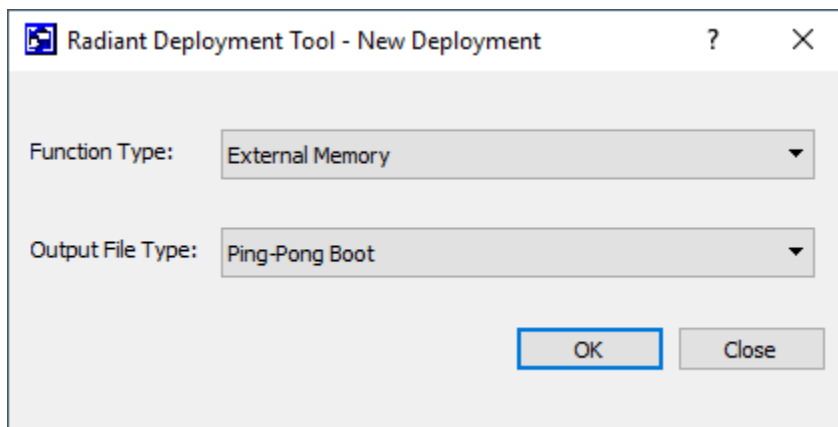 Radiant Deployment Tool - New Deployment ?
Function Type: External Memory
Output File Type: Ping-Pong Boot
OK Close